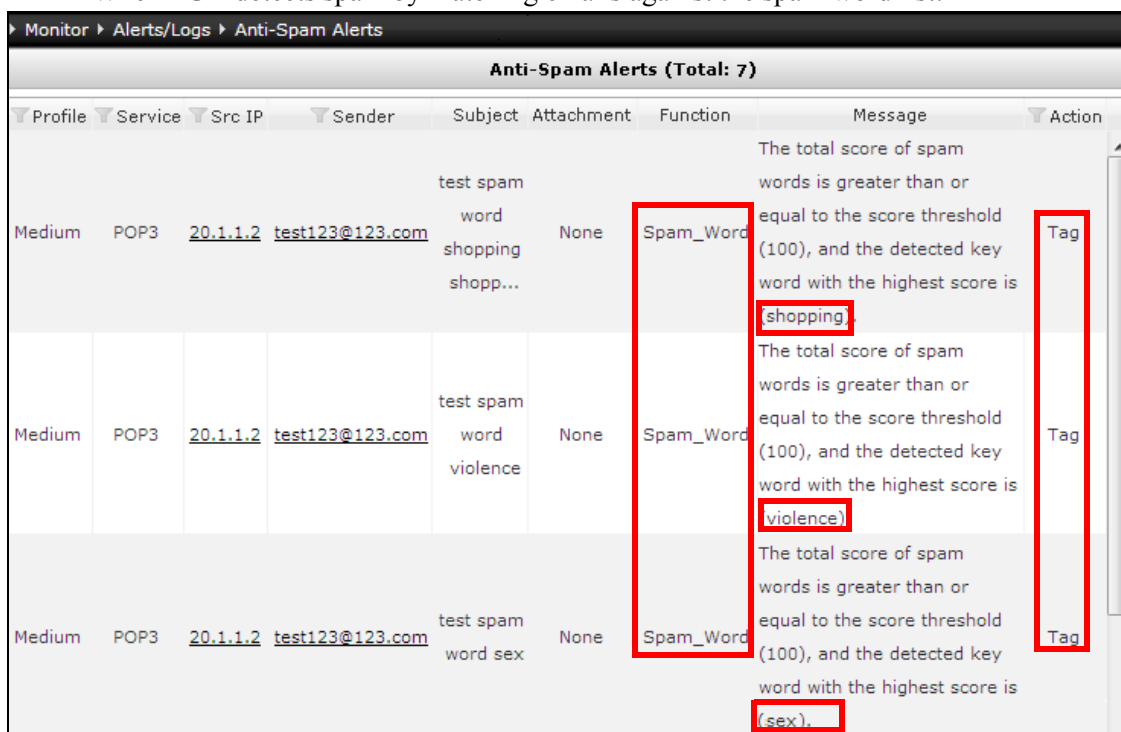 Monitor Alerts/Logs Anti-Spam Alerts
Anti-Spam Alerts (Total: 7)
Profile Service Src IP Sender Subject Attachment Function Message Action
Medium POP3 20.1.1.2 test123@123.com
test spam
word
shopping
shopp...
None Spam_Word
The total score of spam
words is greater than or
equal to the score threshold
(100), and the detected key
word with the highest score is
(shopping).
Tag
Medium POP3 20.1.1.2 test123@123.com
test spam
word
violence
None Spam_Word
The total score of spam
words is greater than or
equal to the score threshold
(100), and the detected key
word with the highest score is
(violence)
Tag
Medium POP3 20.1.1.2 test123@123.com
test spam
word sex
None Spam_Word
The total score of spam
words is greater than or
equal to the score threshold
(100), and the detected key
word with the highest score is
(sex).
Tag